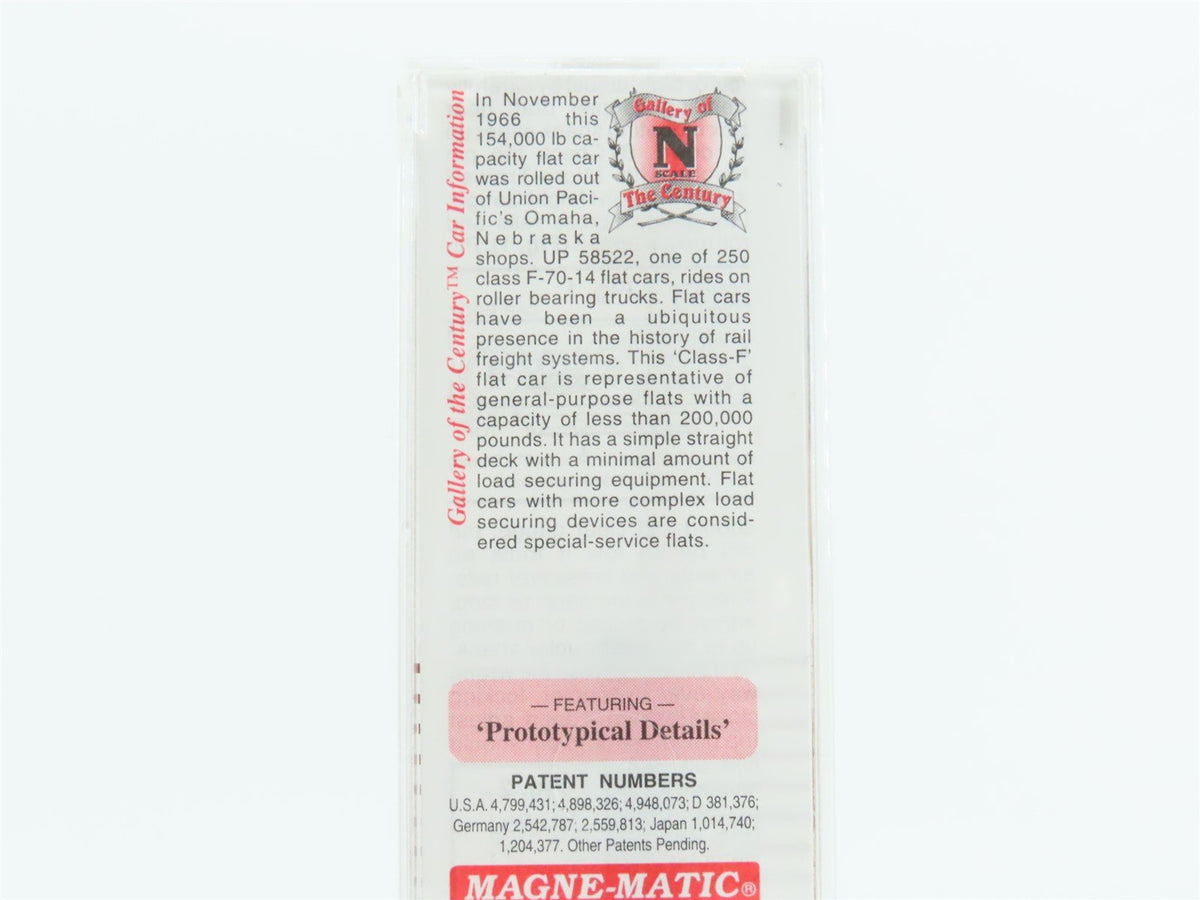 Gallery of the Century™ Car Information
In November
1966 this
154,000 lb ca-
pacity flat car
was rolled out
of Union Paci-
fic's Omaha,
Nebraska
shops. UP 58522, one of 250
class F-70-14 flat cars, rides on
roller bearing trucks. Flat cars
have been a ubiquitous
presence in the history of rail
freight systems. This ‘Class-F’
flat car is representative of
general-purpose flats with a
capacity of less than 200,000
pounds. It has a simple straight
deck with a minimal amount of
load securing equipment. Flat
cars with more complex load
securing devices are consid-
ered special-service flats.
Gallery of
N
SCALE
The Century
— FEATURING —
‘Prototypical Details’
PATENT NUMBERS
U.S.A. 4,799,431; 4,898,326; 4,948,073; D 381,376;
Germany 2,542,787; 2,559,813; Japan 1,014,740;
1,204,377. Other Patents Pending.
MAGNE-MATIC®